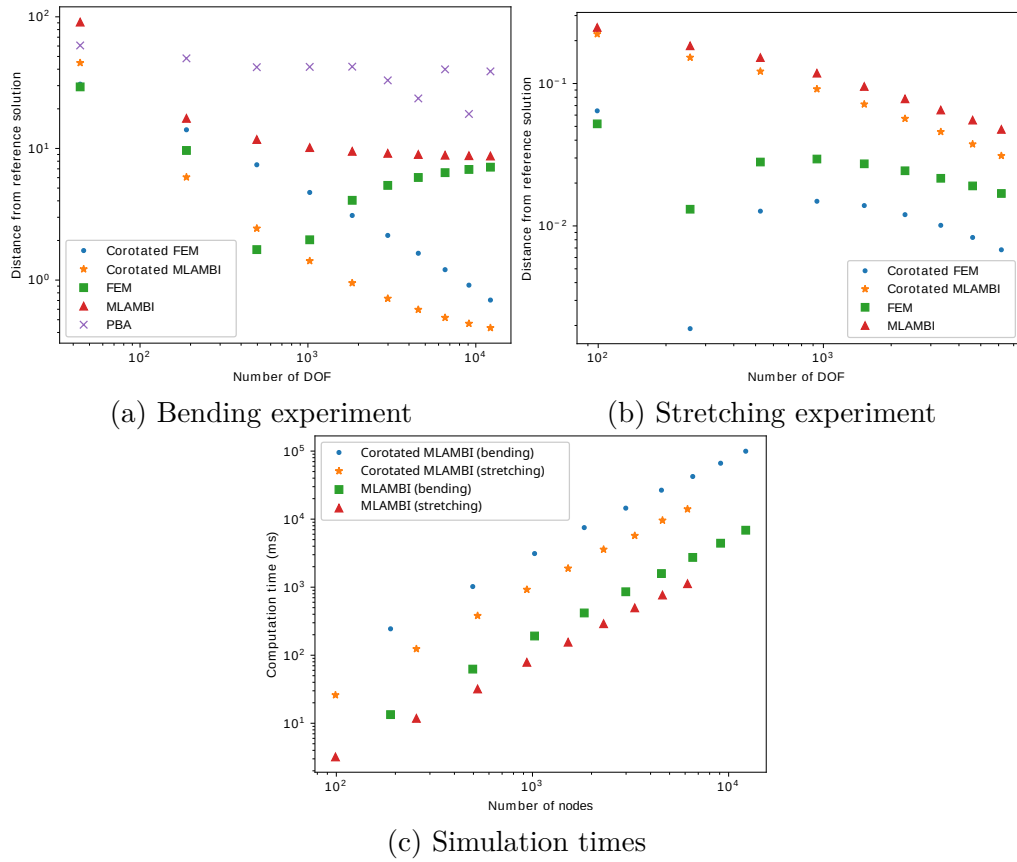 Distance from reference solution
10²
10¹
10⁰
Corotated FEM
Corotated MLAMBI
FEM
MLAMBI
PBA
10²
10³
10⁴
Number of DOF
(a) Bending experiment
Distance from reference solution
10⁻¹
10⁻²
Corotated FEM
Corotated MLAMBI
FEM
MLAMBI
10²
10³
Number of DOF
(b) Stretching experiment
Computation time (ms)
10⁵
10⁴
10³
10²
10¹
Corotated MLAMBI (bending)
Corotated MLAMBI (stretching)
MLAMBI (bending)
MLAMBI (stretching)
10²
10³
10⁴
Number of nodes
(c) Simulation times